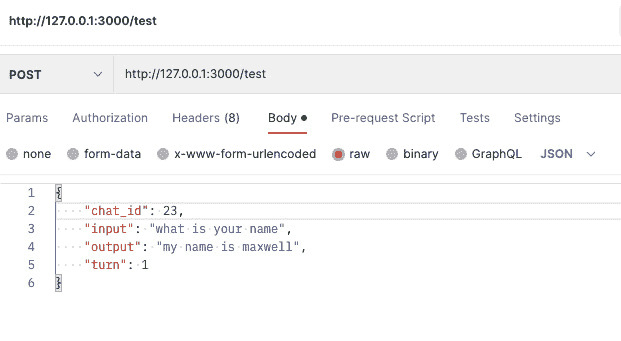 http://127.0.0.1:3000/test
POST http://127.0.0.1:3000/test
Params Authorization Headers (8) Body Pre-request Script Tests Settings
none form-data x-www-form-urlencoded raw binary GraphQL JSON
1 {
2 "chat_id": 23,
3 "input": "what is your name",
4 "output": "my name is maxwell",
5 "turn": 1
6 }